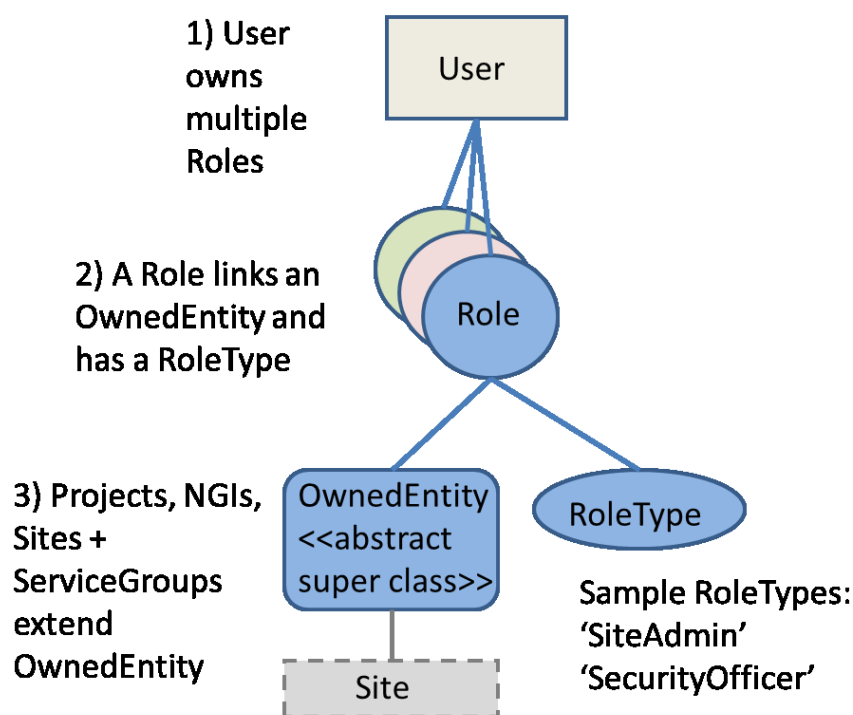 1) User
owns
multiple
Roles
User
2) A Role links an
OwnedEntity and
has a RoleType
Role
3) Projects, NGIs,
Sites +
ServiceGroups
extend
OwnedEntity
OwnedEntity
<<abstract
super class>>
RoleType
Sample RoleTypes:
‘SiteAdmin’
‘SecurityOfficer’
Site